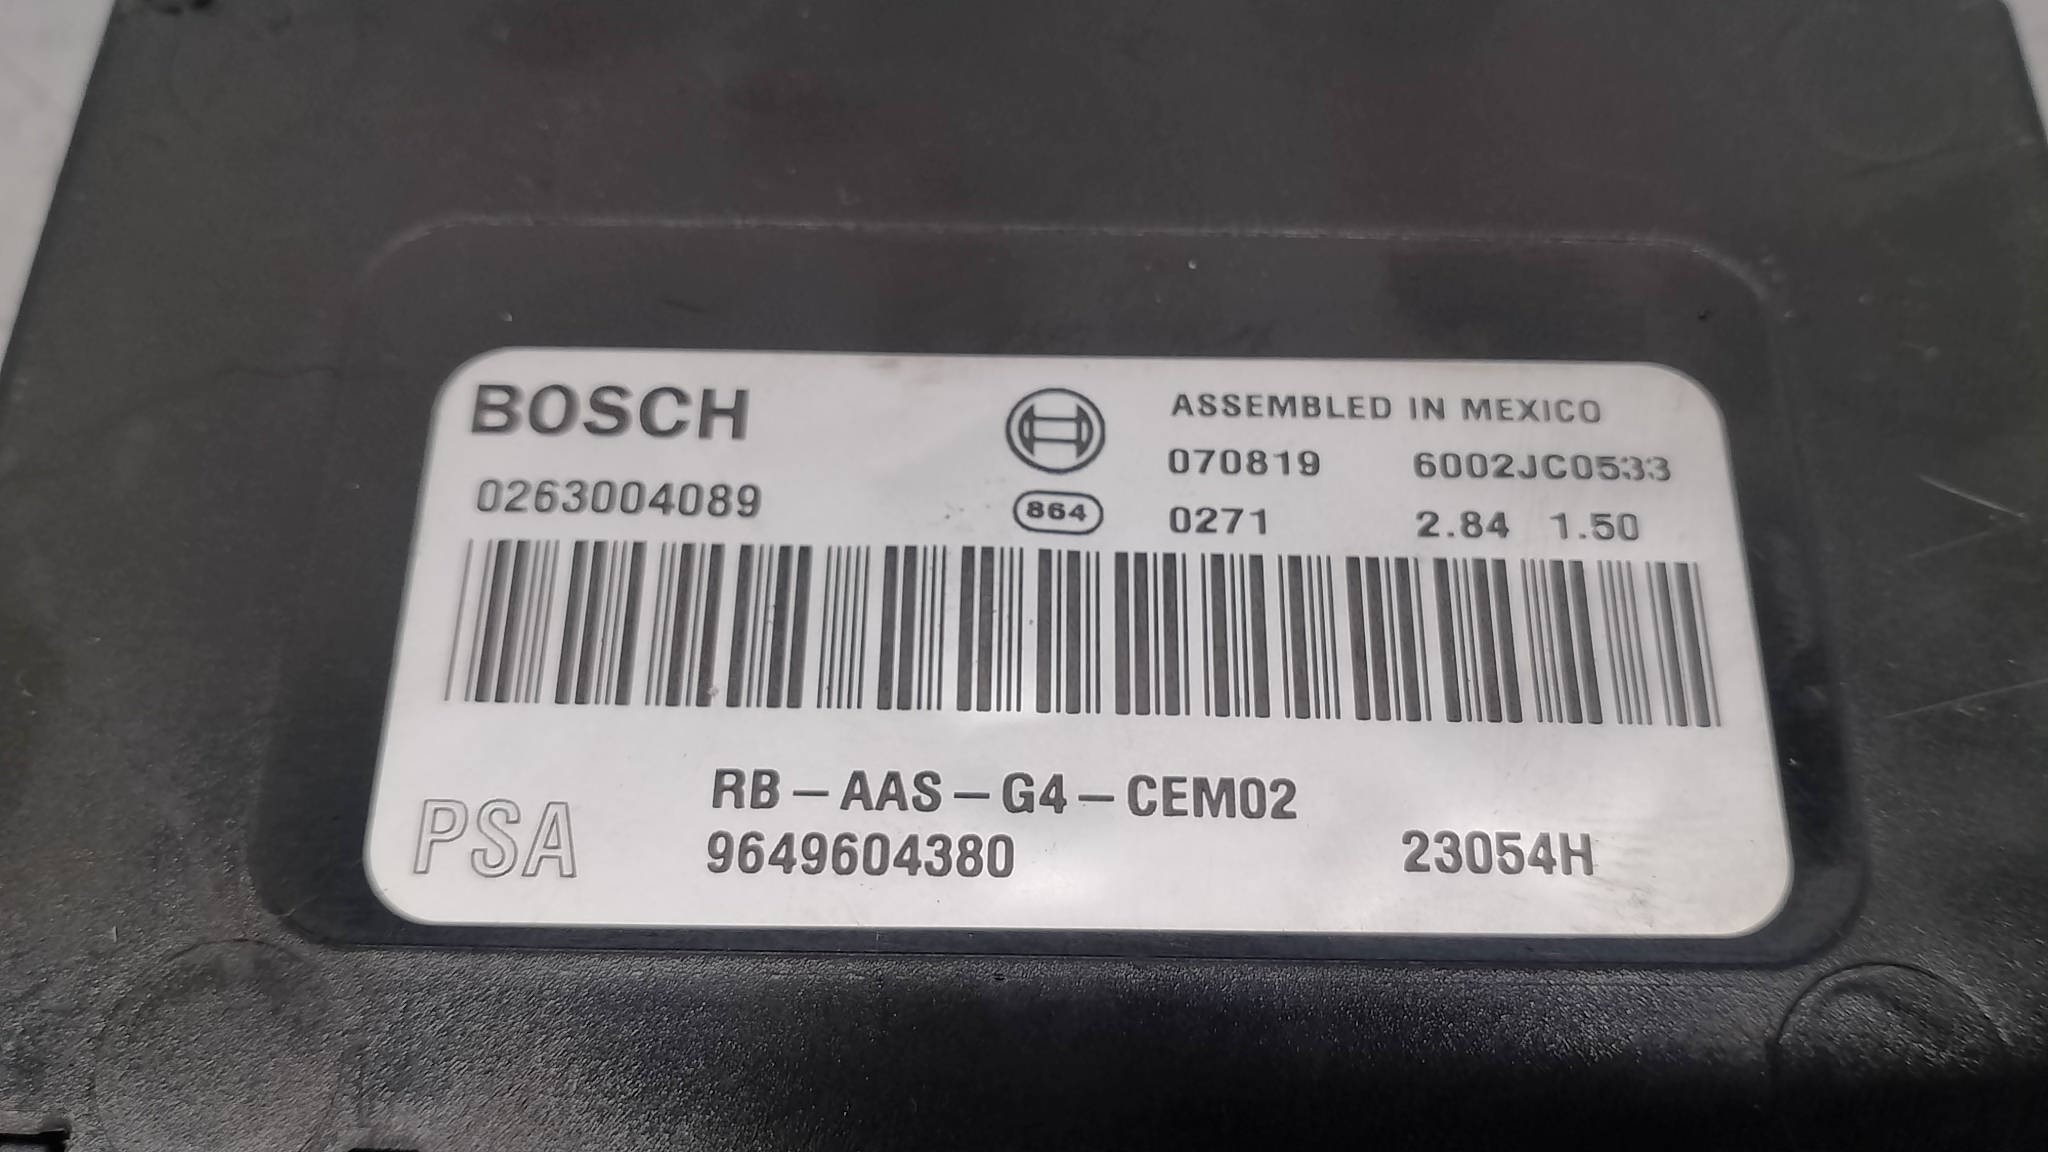 BOSCH
ASSEMBLED IN MEXICO
070819 6002JC0533
0263004089
864
0271 2.84 1.50
RB-AAS-G4-CEM02
PSA
9649604380 23054H